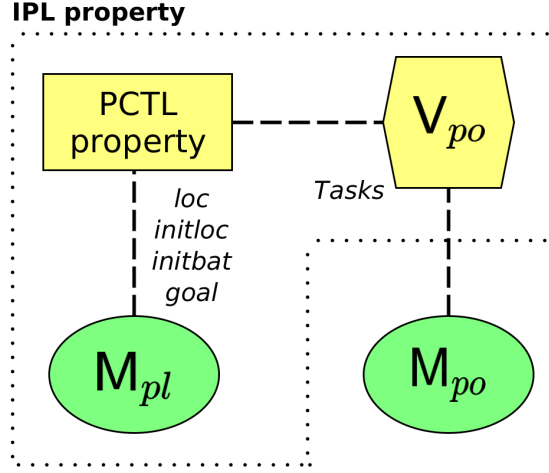 IPL property
PCTL
property
V_po
Tasks
loc
initloc
initbat
goal
M_pl
M_po